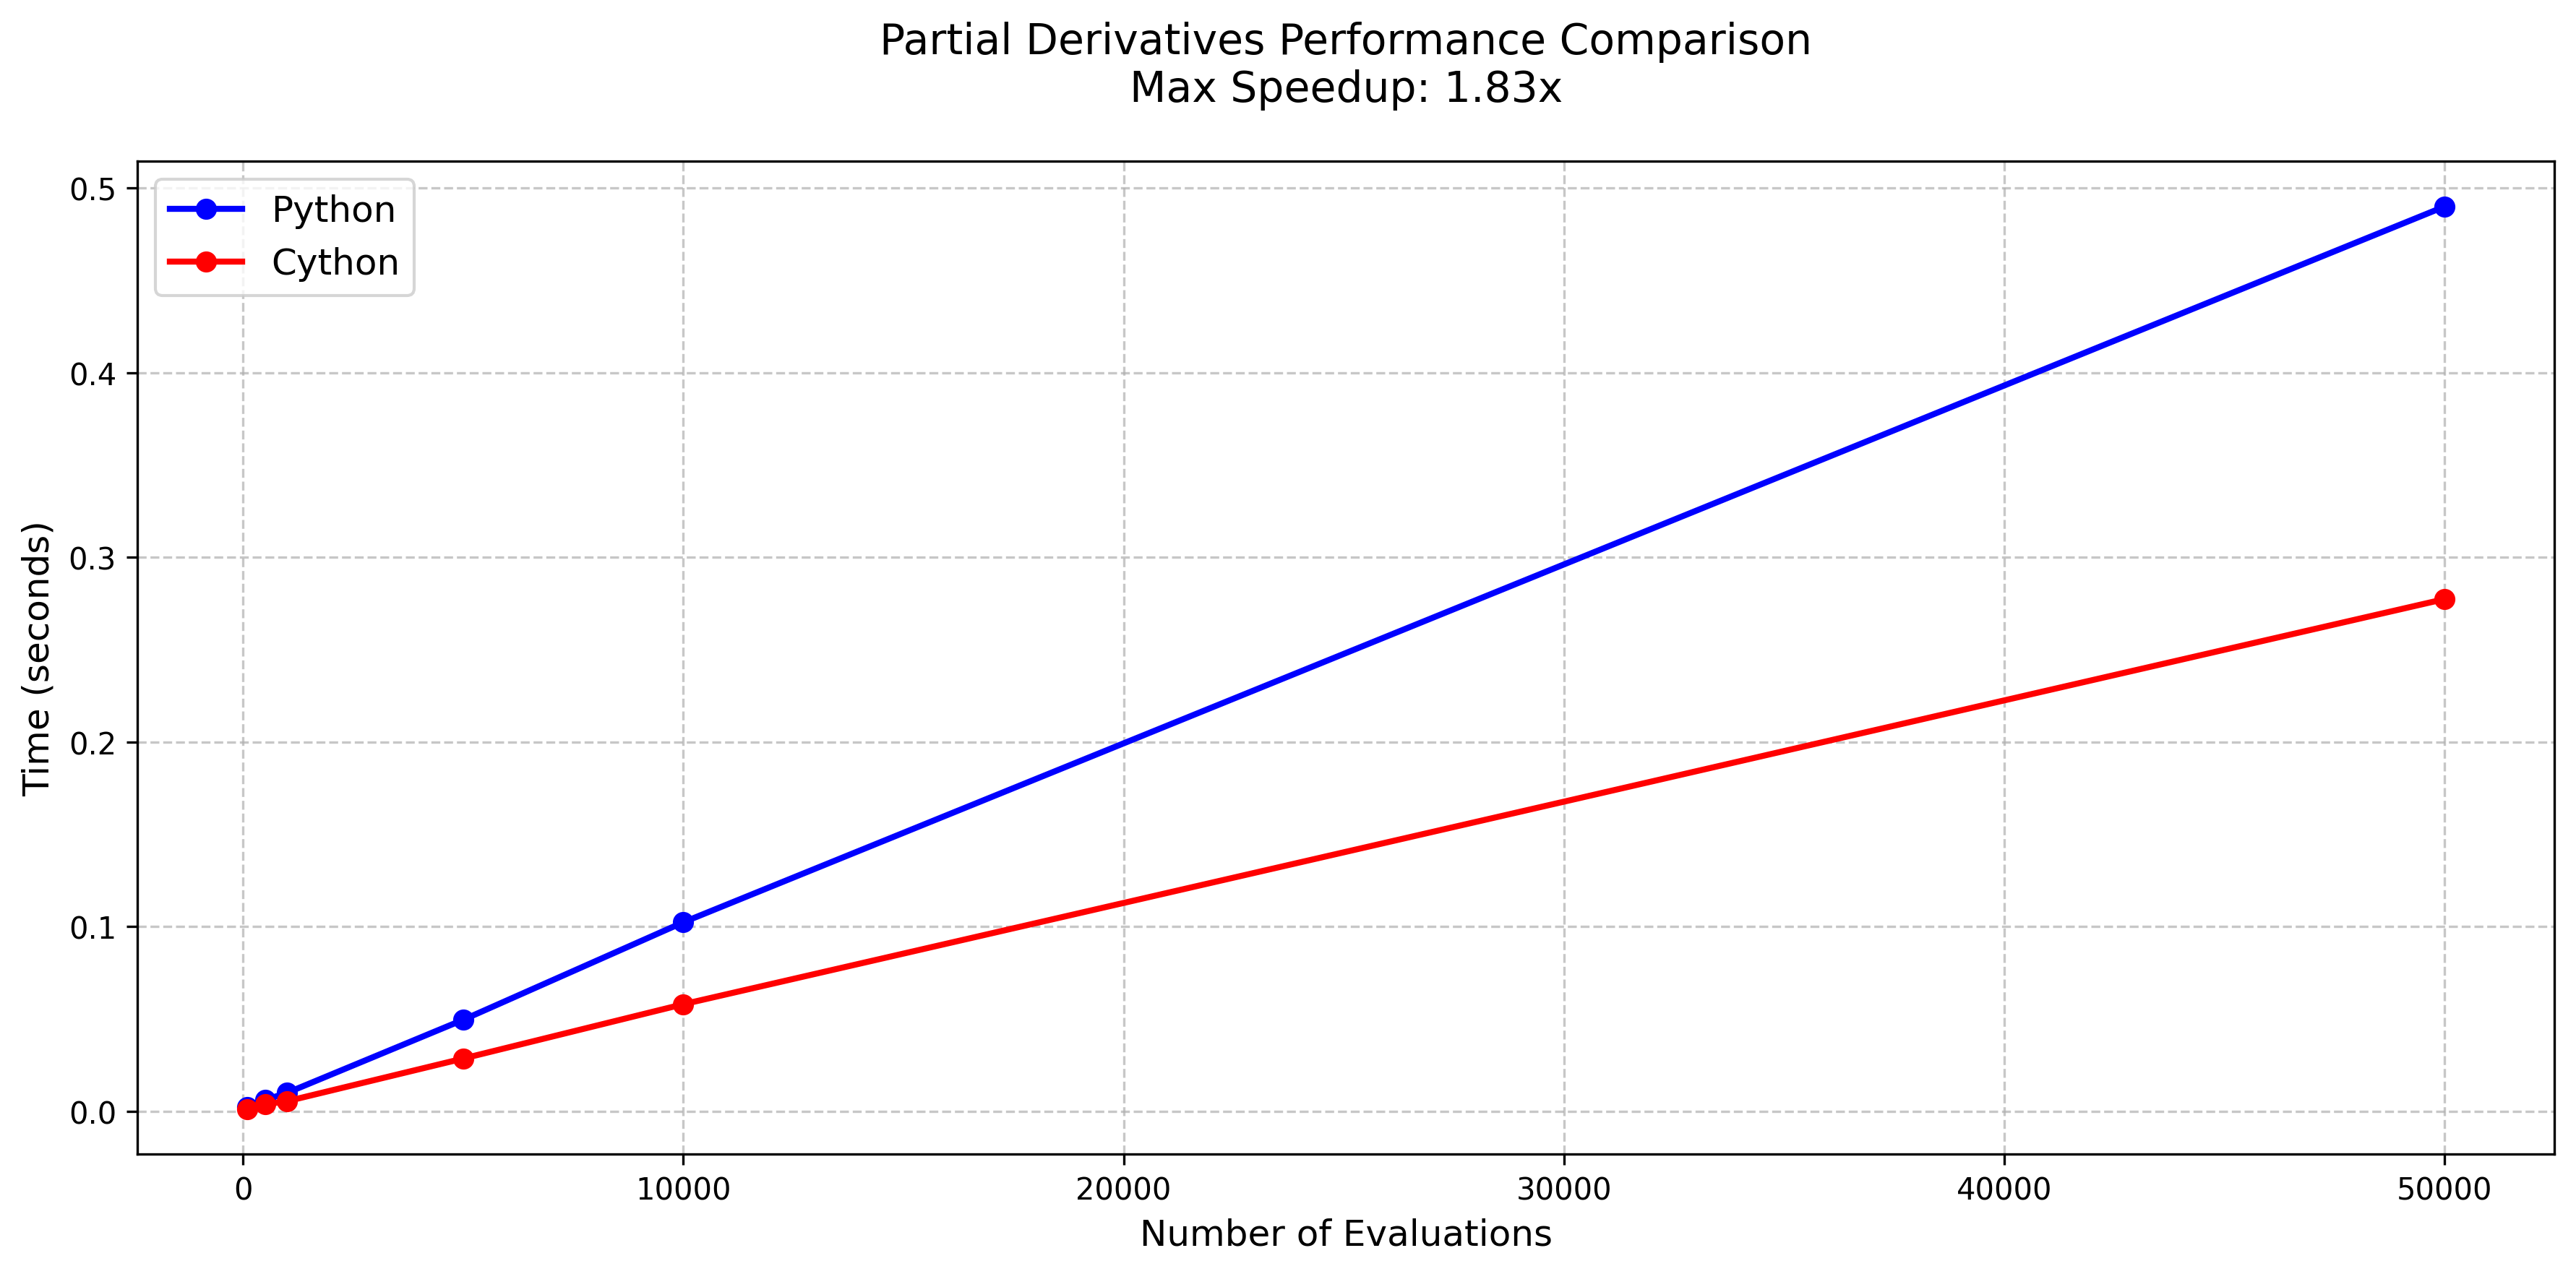 Partial Derivatives Performance Comparison
Max Speedup: 1.83x
Python
Cython
0.5
0.4
0.3
0.2
0.1
0.0
Time (seconds)
0 10000 20000 30000 40000 50000
Number of Evaluations